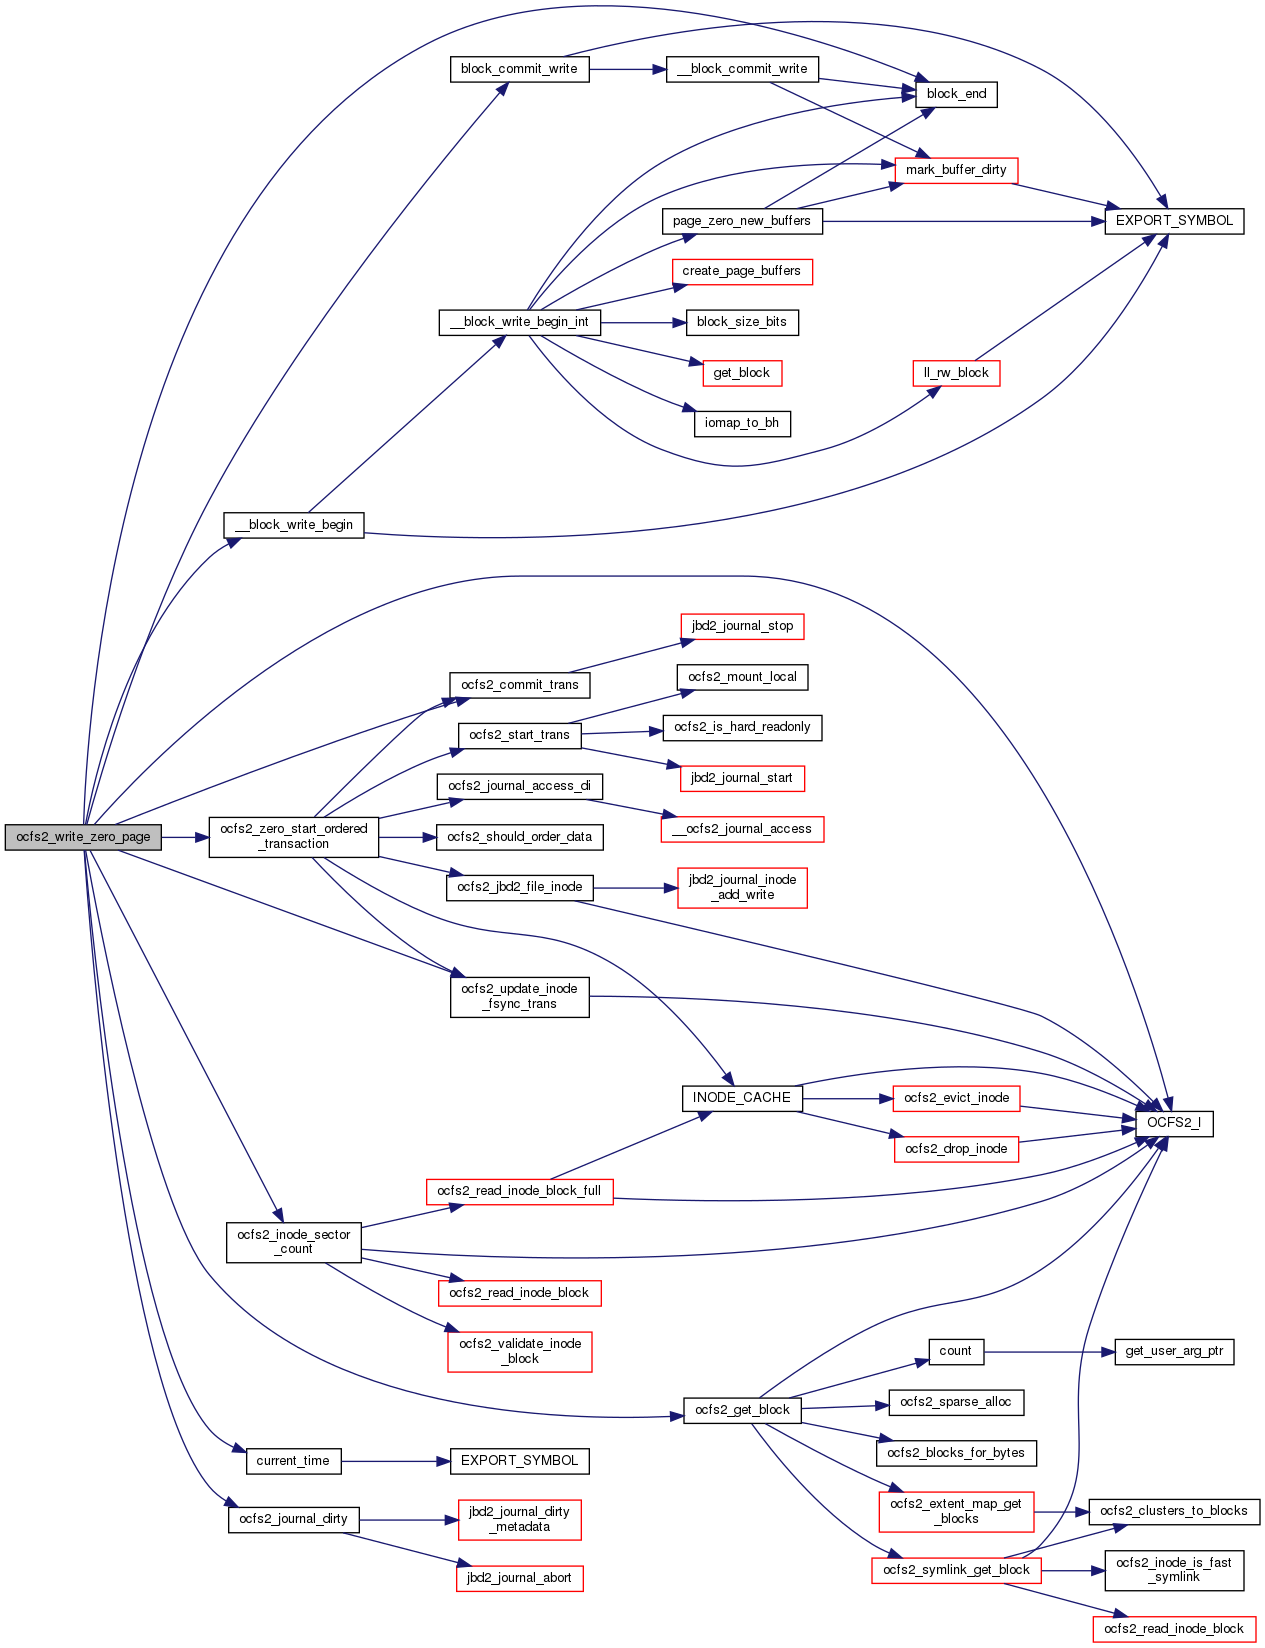 block_commit_write
__block_commit_write
block_end
mark_buffer_dirty
page_zero_new_buffers
EXPORT_SYMBOL
create_page_buffers
__block_write_begin_int
block_size_bits
get_block
ll_rw_block
iomap_to_bh
__block_write_begin
jbd2_journal_stop
ocfs2_commit_trans
ocfs2_mount_local
ocfs2_start_trans
ocfs2_is_hard_readonly
jbd2_journal_start
ocfs2_journal_access_di
ocfs2_write_zero_page
ocfs2_zero_start_ordered
_transaction
__ocfs2_journal_access
ocfs2_should_order_data
ocfs2_jbd2_file_inode
jbd2_journal_inode
_add_write
ocfs2_update_inode
_fsync_trans
INODE_CACHE
ocfs2_evict_inode
OCFS2_I
ocfs2_drop_inode
ocfs2_read_inode_block_full
ocfs2_inode_sector
_count
ocfs2_read_inode_block
ocfs2_validate_inode
_block
count
get_user_arg_ptr
ocfs2_get_block
ocfs2_sparse_alloc
ocfs2_blocks_for_bytes
current_time
EXPORT_SYMBOL
ocfs2_extent_map_get
_blocks
ocfs2_clusters_to_blocks
ocfs2_journal_dirty
jbd2_journal_dirty
_metadata
jbd2_journal_abort
ocfs2_symlink_get_block
ocfs2_inode_is_fast
_symlink
ocfs2_read_inode_block